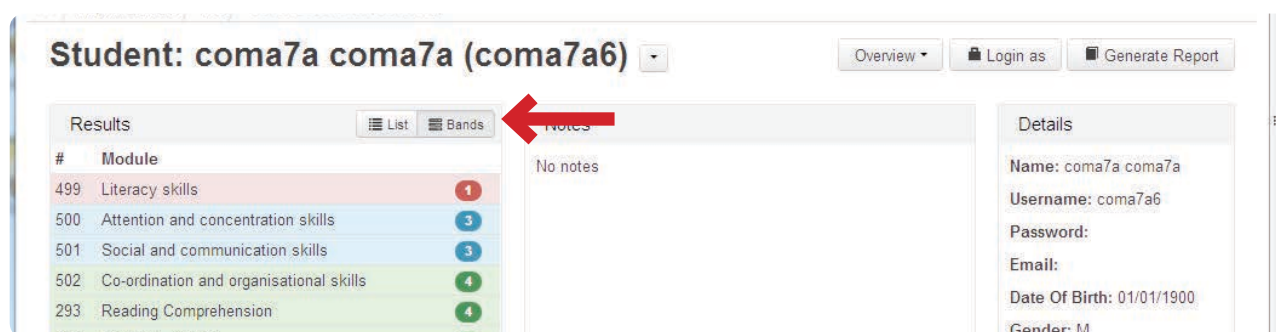 Student: coma7a coma7a (coma7a6)
Overview
Login as
Generate Report
Results
List
Bands
Notes
Details
# Module
499 Literacy skills 1
500 Attention and concentration skills 3
501 Social and communication skills 3
502 Co-ordination and organisational skills 4
293 Reading Comprehension 4
No notes
Name: coma7a coma7a
Username: coma7a6
Password:
Email:
Date Of Birth: 01/01/1900
Gender: M